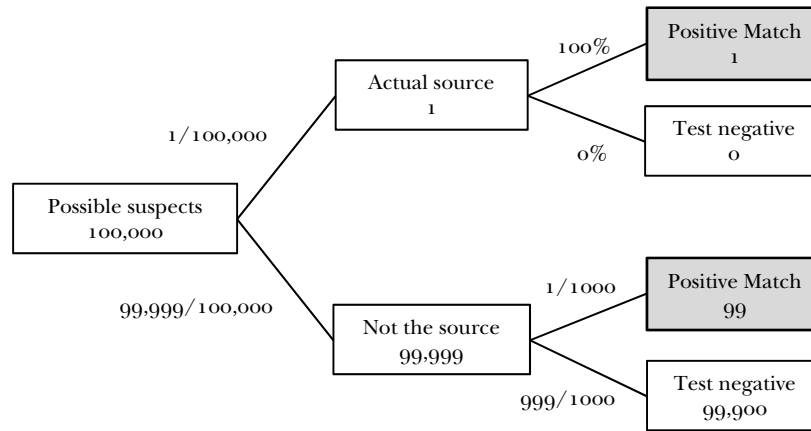 Possible suspects
100,000
1/100,000
99,999/100,000
Actual source
1
Not the source
99,999
100%
0%
1/1000
999/1000
Positive Match
1
Test negative
0
Positive Match
99
Test negative
99,900